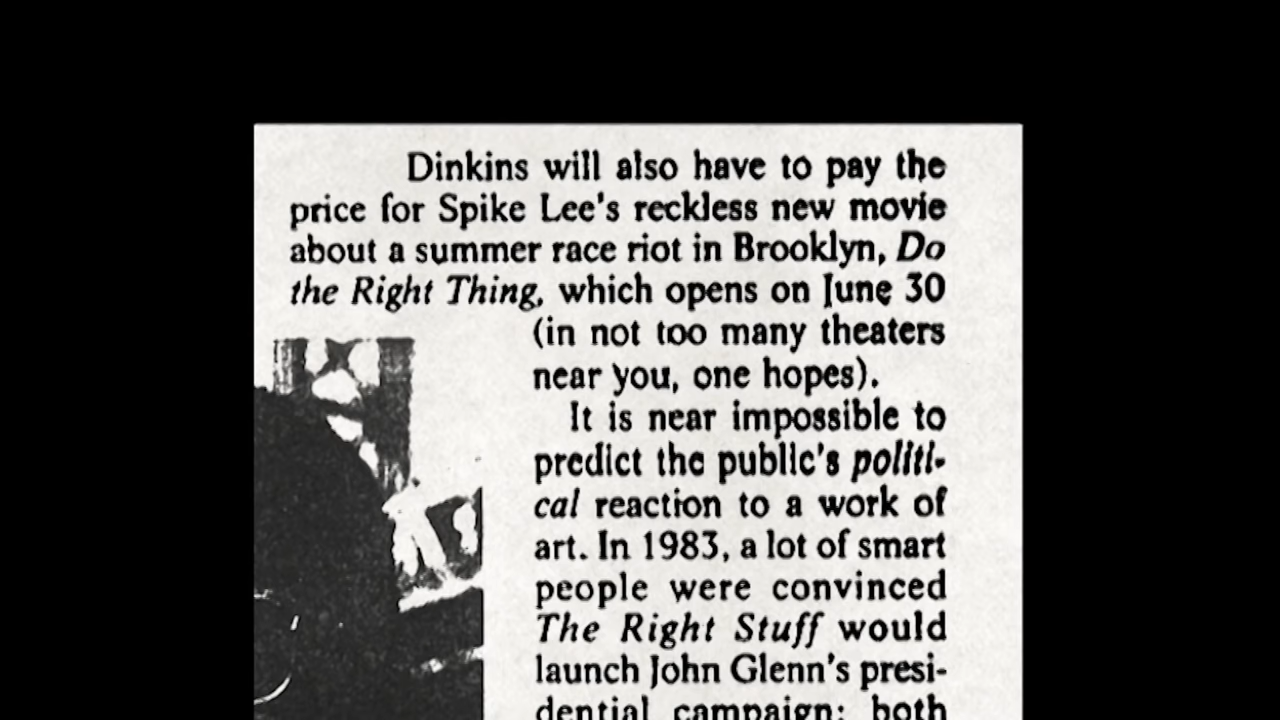 Dinkins will also have to pay the
price for Spike Lee's reckless new movie
about a summer race riot in Brooklyn, Do
the Right Thing, which opens on June 30
(in not too many theaters
near you, one hopes).
It is near impossible to
predict the public's politi-
cal reaction to a work of
art. In 1983, a lot of smart
people were convinced
The Right Stuff would
launch John Glenn's presi-
dential campaign; both